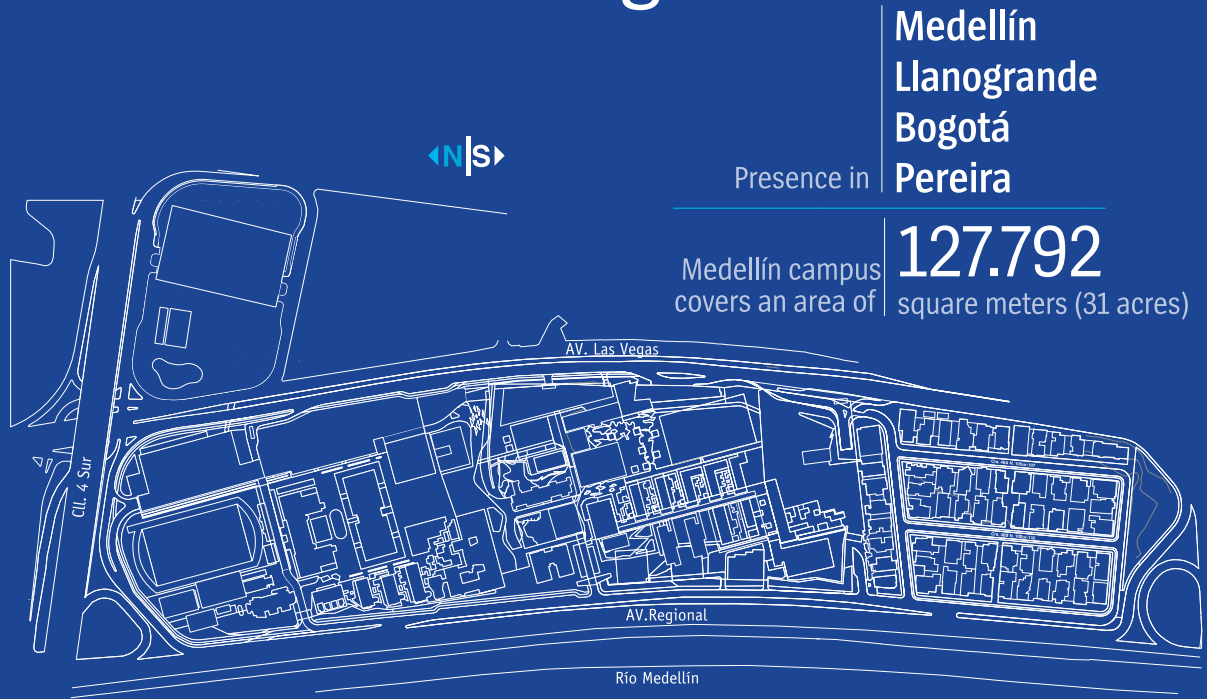 Medellín
Llanogrande
Bogotá
Presence in Pereira
N S
Medellín campus
covers an area of
127.792
square meters (31 acres)
AV. Las Vegas
Cll. 4 Sur
AV.Regional
Río Medellín